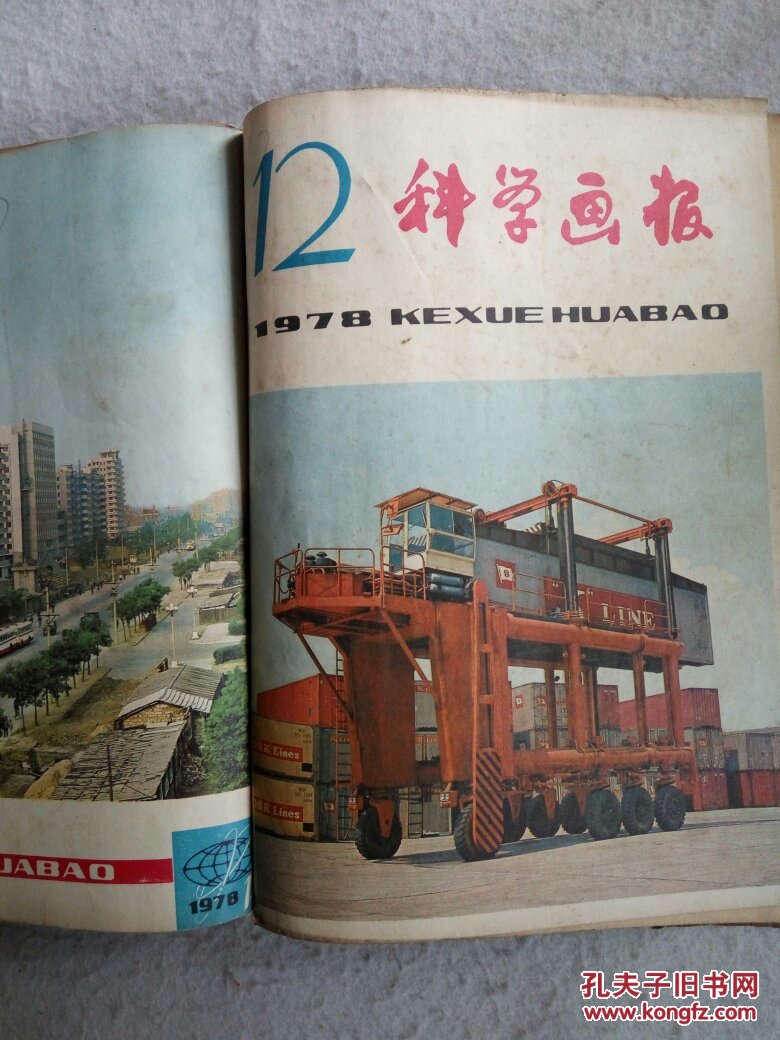 UABAO
1978
12 科学画报
1978 KEXUE HUABAO
LINE
K Lines
K Lines
孔夫子旧书网
www.kongfz.com